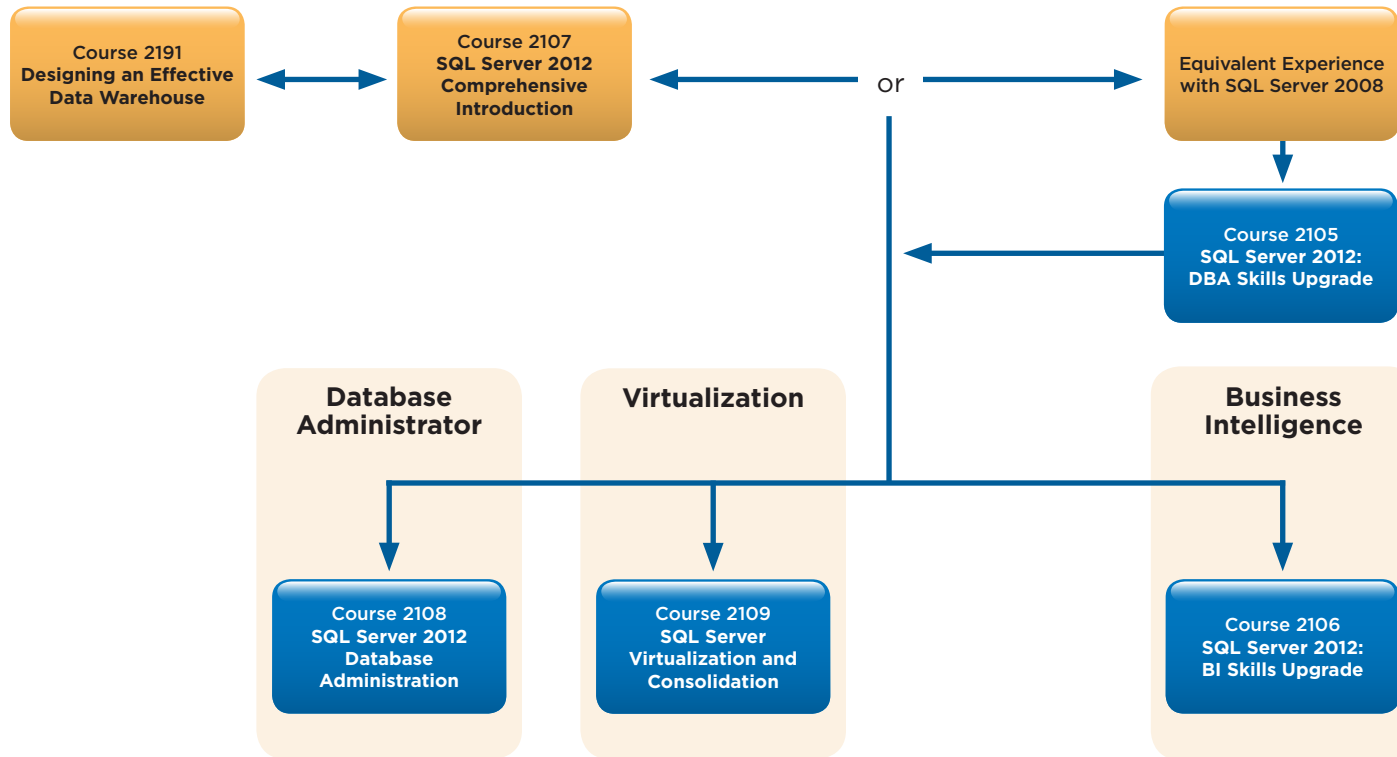 Course 2191
Designing an Effective
Data Warehouse
Course 2107
SQL Server 2012
Comprehensive
Introduction
or
Equivalent Experience
with SQL Server 2008
Course 2105
SQL Server 2012:
DBA Skills Upgrade
Database
Administrator
Virtualization
Business
Intelligence
Course 2108
SQL Server 2012
Database
Administration
Course 2109
SQL Server
Virtualization and
Consolidation
Course 2106
SQL Server 2012:
BI Skills Upgrade